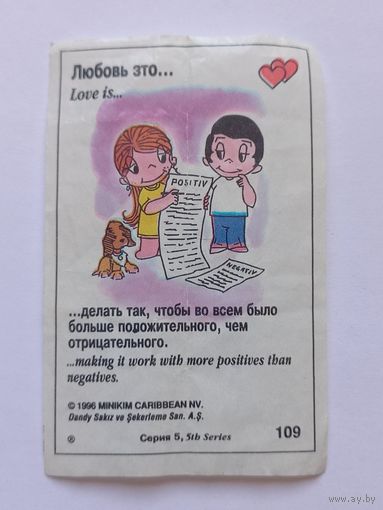 Любовь это...
Love is...
POSITIV
NEGATIV
...делать так, чтобы во всем было
больше положительного, чем
отрицательного.
...making it work with more positives than
negatives.
© 1996 MINIKIM CARIBBEAN NV.
Dandy Sakız ve Şekerleme San. A.Ş.
® Серия 5, 5th Series 109
www.ay.by